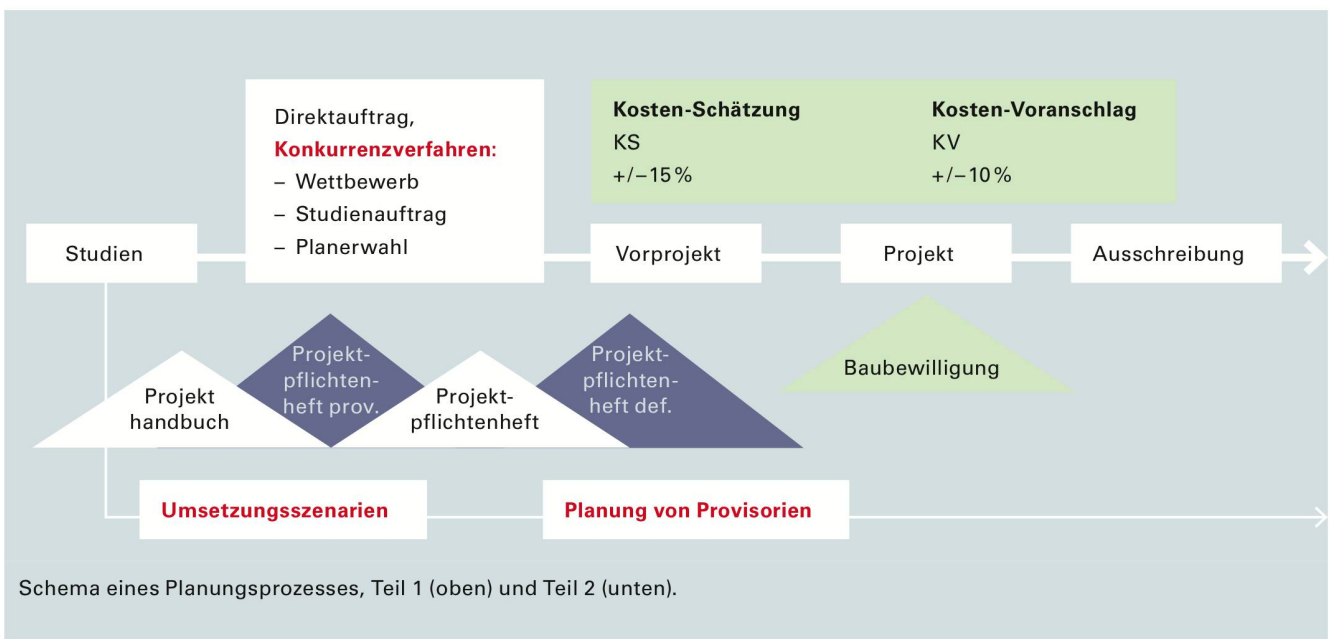 Direktauftrag,
Konkurrenzverfahren:
– Wettbewerb
– Studienauftrag
– Planerwahl
Kosten-Schätzung
KS
+/–15 %
Kosten-Voranschlag
KV
+/–10 %
Studien
Vorprojekt
Projekt
Ausschreibung
Projekt
handbuch
Projekt-
pflichten-
heft prov.
Projekt-
pflichtenheft
Projekt-
pflichten-
heft def.
Baubewilligung
Umsetzungsszenarien
Planung von Provisorien
Schema eines Planungsprozesses, Teil 1 (oben) und Teil 2 (unten).